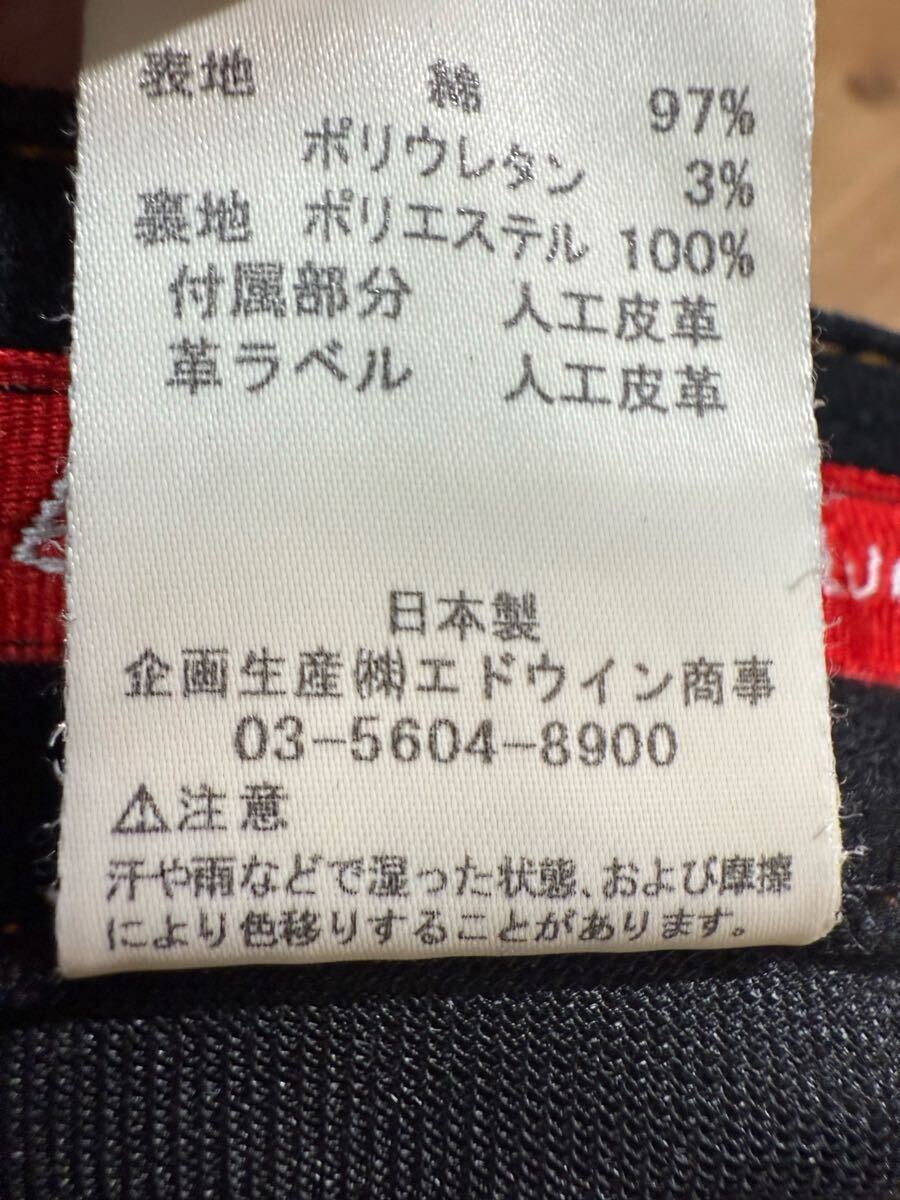 表地 綿 97%
ポリウレタン 3%
裏地 ポリエステル 100%
付属部分 人工皮革
革ラベル 人工皮革
日本製
企画生産㈱エドウイン商事
03-5604-8900
⚠注意
汗や雨などで湿った状態、および摩擦
により色移りすることがあります。